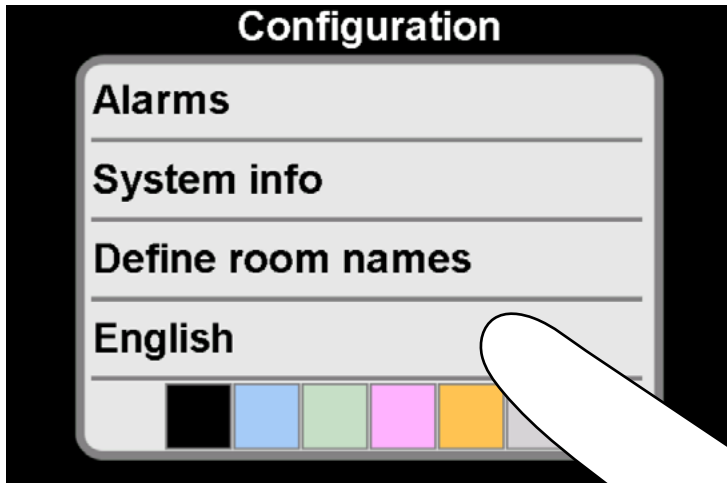 Configuration
Alarms
System info
Define room names
English